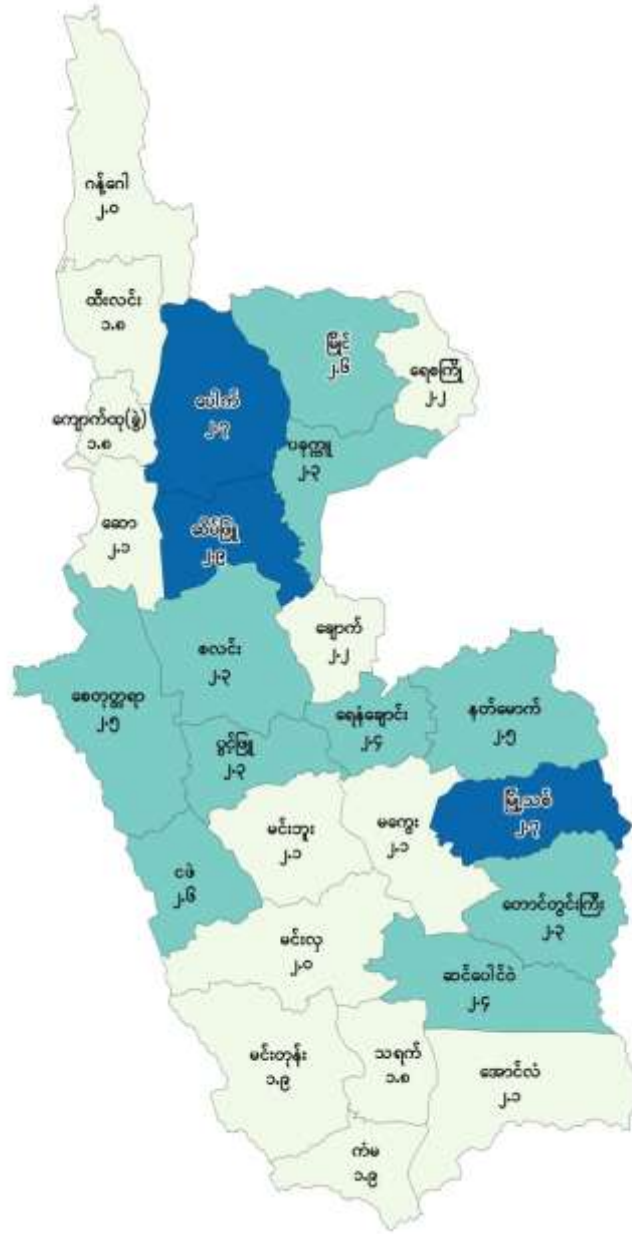 ဂန့်ဂေါ
၂.၀
ထီးလင်း
၁.၈
မြိုင်
၂.၆
ရေစကြို
၂.၂
ပေါက်
၂.၇
ကျောက်ထု(ခွဲ)
၁.၈
ပခုက္ကူ
၂.၃
ဆော
၂.၁
ဆိပ်ဖြူ
၂.၉
ချောက်
၂.၂
စလင်း
၂.၃
စေတုတ္တရာ
၂.၅
ရေနံချောင်း
၂.၄
နတ်မောက်
၂.၅
ပွင့်ဖြူ
၂.၃
မြို့သစ်
၂.၇
မင်းဘူး
၂.၁
မကွေး
၂.၁
ငဖဲ
၂.၆
တောင်တွင်းကြီး
၂.၃
မင်းလှ
၂.၀
ဆင်ပေါင်ဝဲ
၂.၄
မင်းတုန်း
၁.၉
သရက်
၁.၈
အောင်လံ
၂.၁
ကံမ
၁.၉